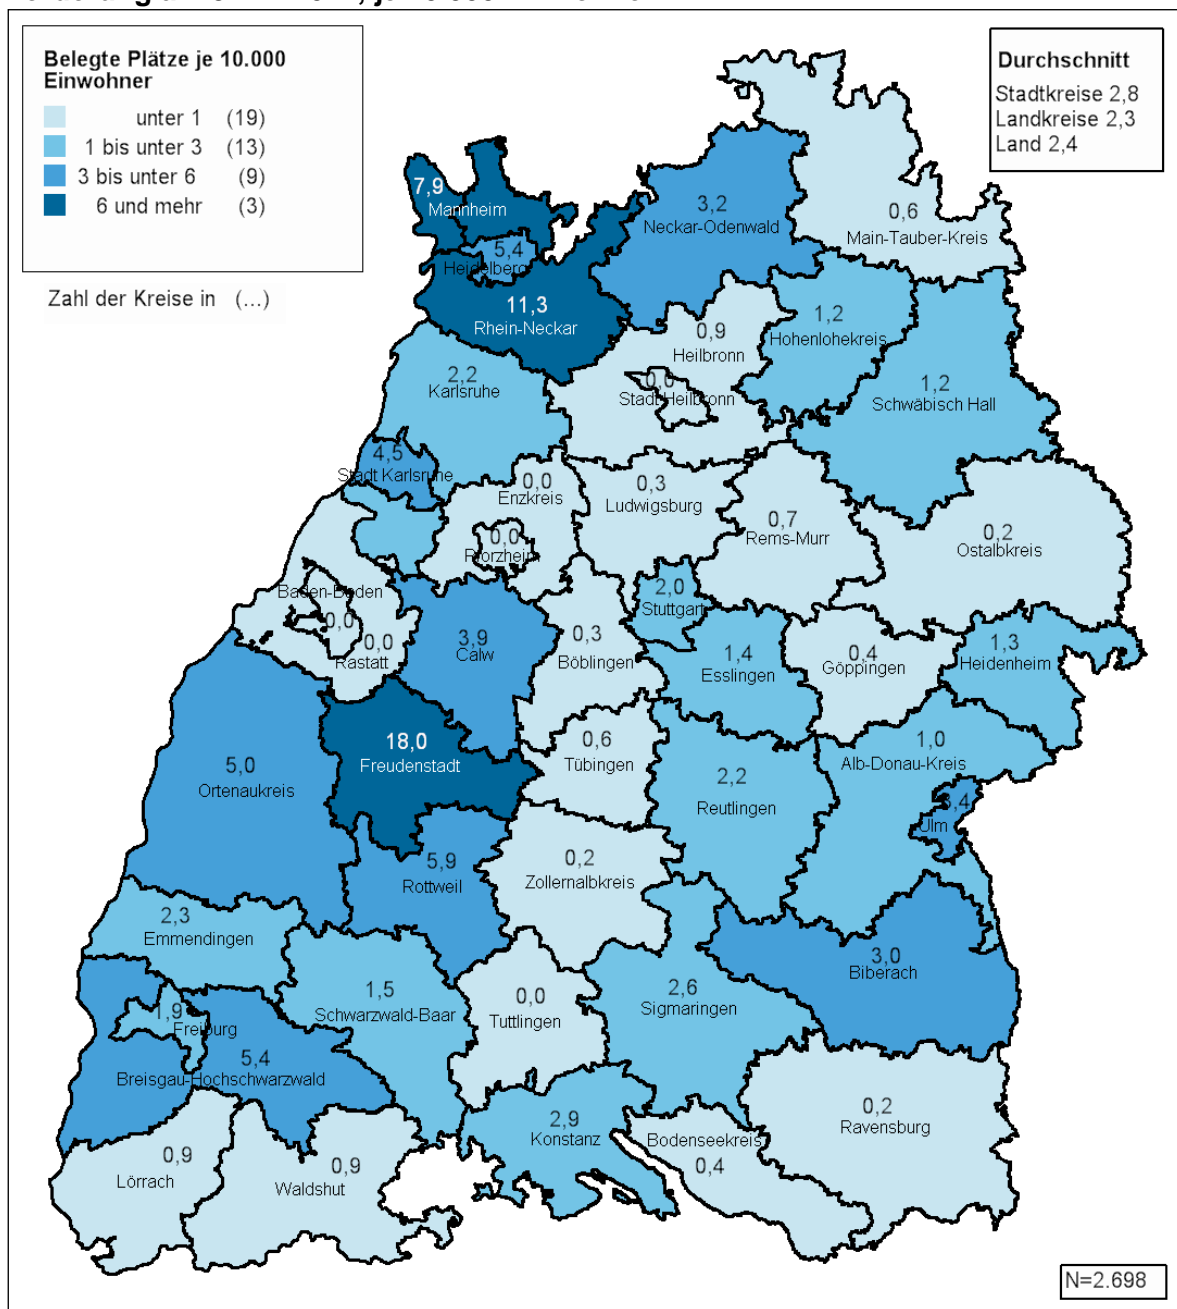 Belegte Plätze je 10.000
Einwohner
unter 1 (19)
1 bis unter 3 (13)
3 bis unter 6 (9)
6 und mehr (3)
Zahl der Kreise in (...)
Durchschnitt
Stadtkreise 2,8
Landkreise 2,3
Land 2,4
7,9
Mannheim
5,4
Heidelberg
11,3
Rhein-Neckar
3,2
Neckar-Odenwald
0,6
Main-Tauber-Kreis
1,2
Hohenlohekreis
0,9
Heilbronn
0,0
Stadt Heilbronn
1,2
Schwäbisch Hall
2,2
Karlsruhe
4,5
Stadt Karlsruhe
0,0
Enzkreis
0,0
Pforzheim
0,3
Ludwigsburg
0,7
Rems-Murr
0,2
Ostalbkreis
Baden-Baden
0,0
0,0
Rastatt
3,9
Calw
0,3
Böblingen
2,0
Stuttgart
1,4
Esslingen
0,4
Göppingen
1,3
Heidenheim
5,0
Ortenaukreis
18,0
Freudenstadt
0,6
Tübingen
2,2
Reutlingen
1,0
Alb-Donau-Kreis
3,4
Ulm
5,9
Rottweil
0,2
Zollernalbkreis
2,3
Emmendingen
1,9
Freiburg
5,4
Breisgau-Hochschwarzwald
1,5
Schwarzwald-Baar
0,0
Tuttlingen
2,6
Sigmaringen
3,0
Biberach
0,9
Lörrach
0,9
Waldshut
2,9
Konstanz
Bodenseekreis
0,4
0,2
Ravensburg
N=2.698